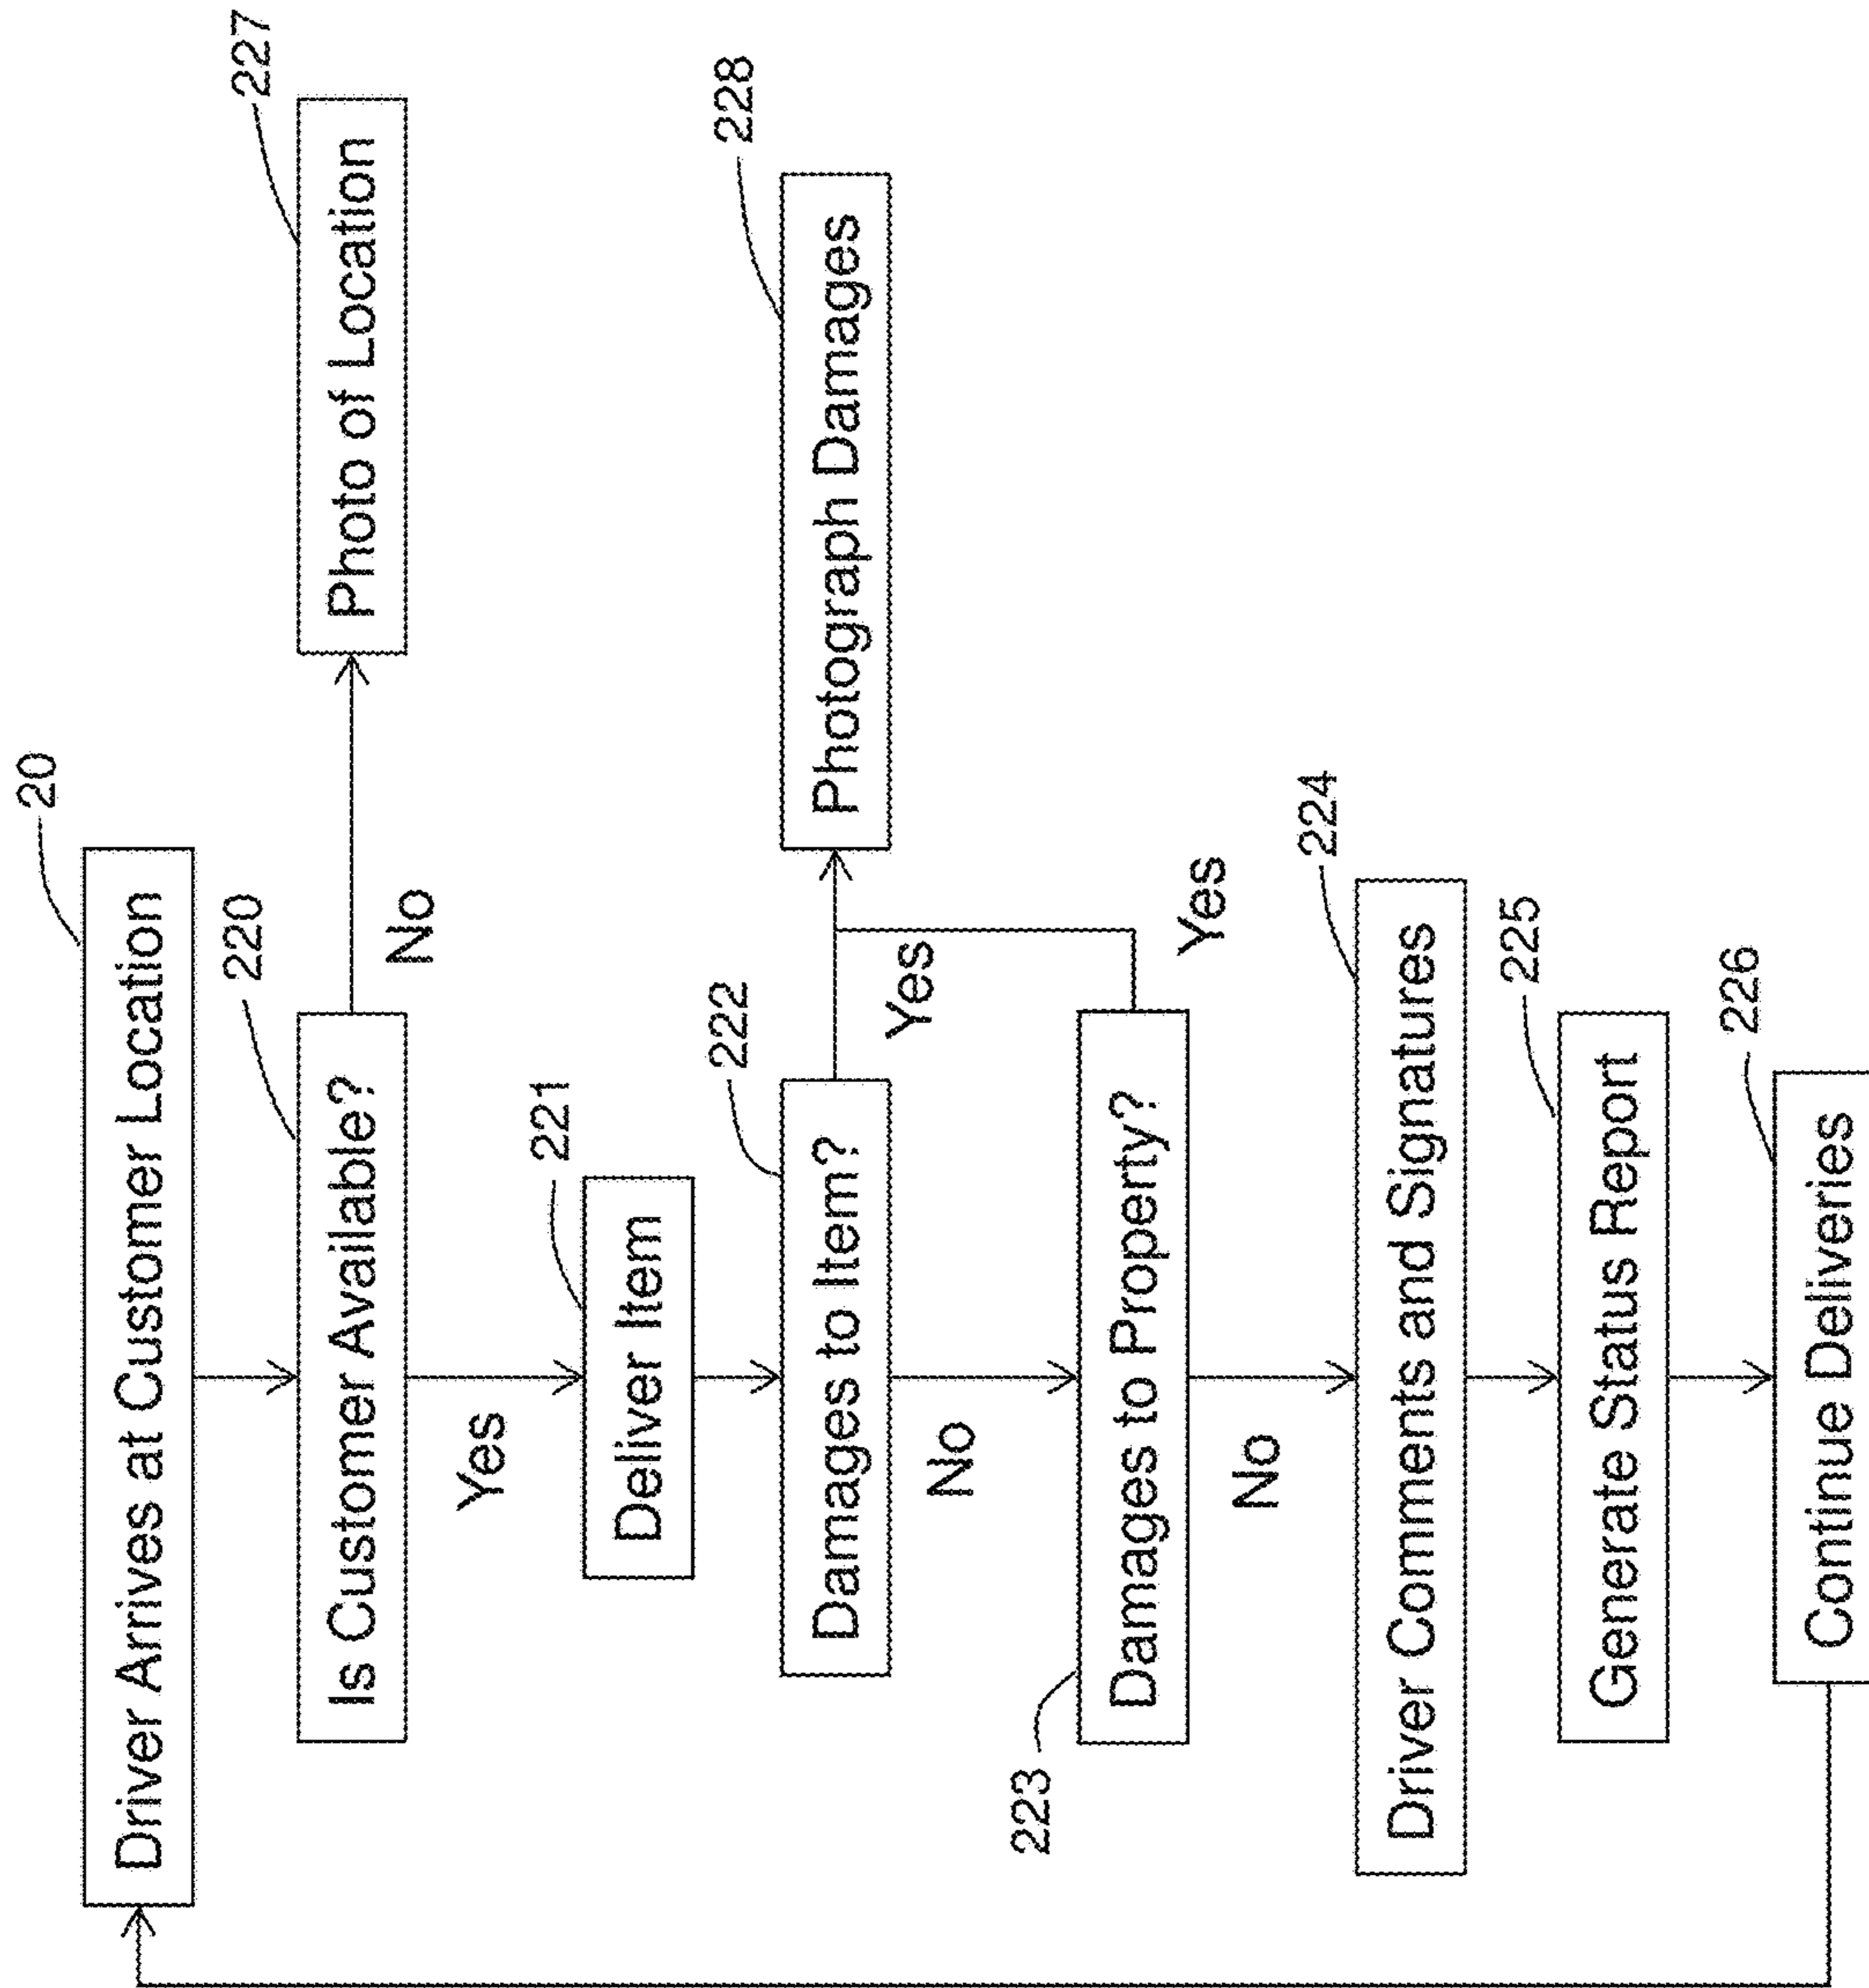 20
Driver Arrives at Customer Location
220
227
Is Customer Available?
No
Photo of Location
Yes
221
Deliver Item
222
228
Damages to Item?
Yes
Photograph Damages
No
223
Damages to Property?
Yes
No
224
Driver Comments and Signatures
225
Generate Status Report
226
Continue Deliveries